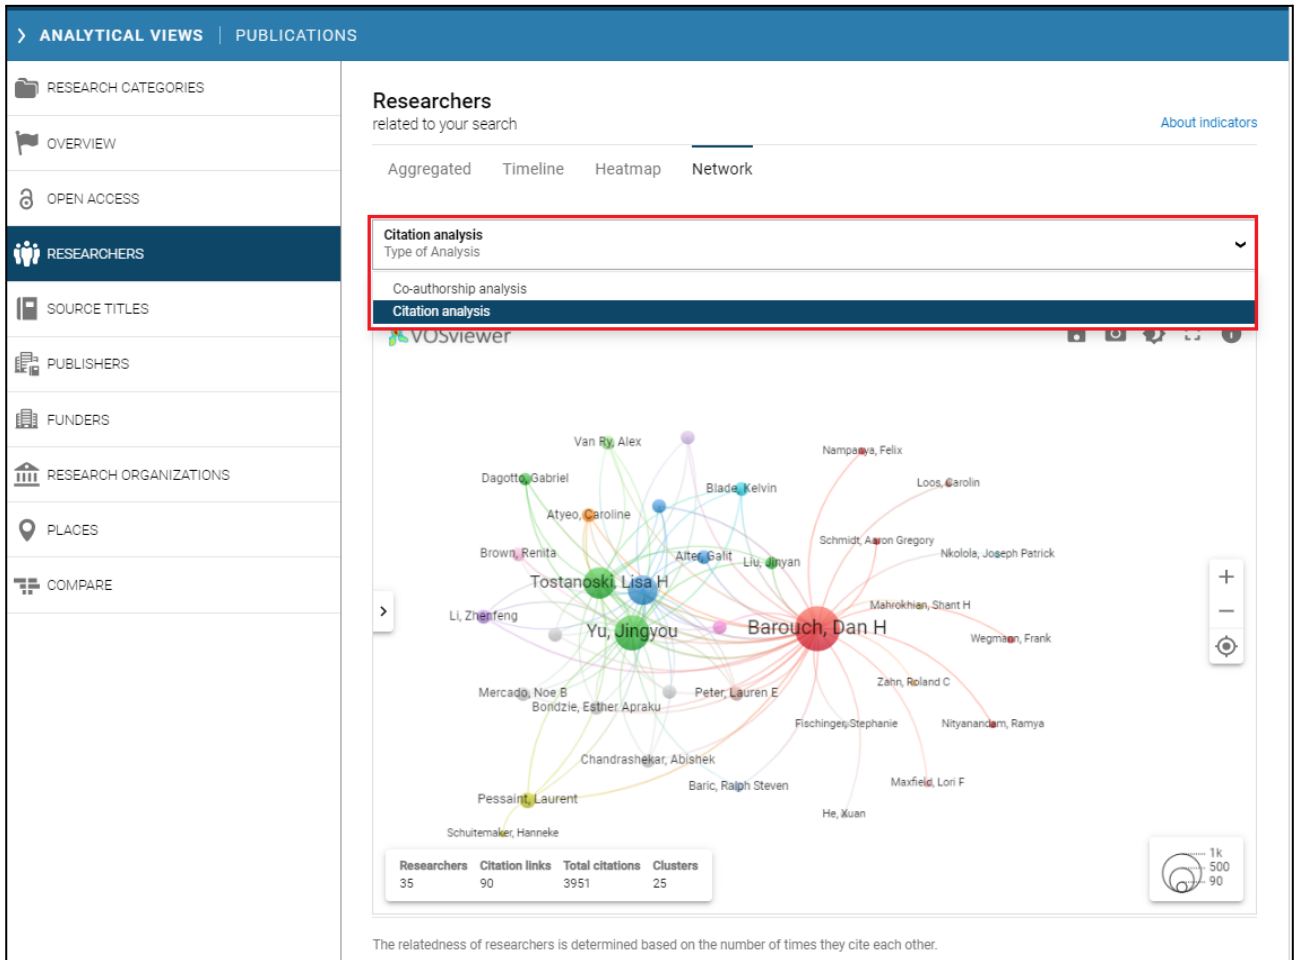 ANALYTICAL VIEWS | PUBLICATIONS
RESEARCH CATEGORIES
OVERVIEW
OPEN ACCESS
RESEARCHERS
SOURCE TITLES
PUBLISHERS
FUNDERS
RESEARCH ORGANIZATIONS
PLACES
COMPARE
Researchers
related to your search
About indicators
Aggregated Timeline Heatmap Network
Citation analysis
Type of Analysis
Co-authorship analysis
Citation analysis
VOSviewer
Van Ry, Alex
Nampanya, Felix
Dagotto, Gabriel
Blade, Kelvin
Loos, Carolin
Atyeo, Caroline
Schmidt, Aaron Gregory
Brown, Renita
Alter, Galit
Liu, Jinyan
Nkolola, Joseph Patrick
Tostanoski, Lisa H
Mahrokhian, Shant H
Li, Zhenfeng
Yu, Jingyou
Barouch, Dan H
Wegmann, Frank
Zahn, Roland C
Mercado, Noe B
Peter, Lauren E
Bondzie, Esther Apraku
Fischinger, Stephanie
Nityanandam, Ramya
Chandrashekar, Abishek
Baric, Ralph Steven
Maxfield, Lori F
Pessaint, Laurent
He, Xuan
Schuitemaker, Hanneke
Researchers Citation links Total citations Clusters
35 90 3951 25
1k
500
90
The relatedness of researchers is determined based on the number of times they cite each other.